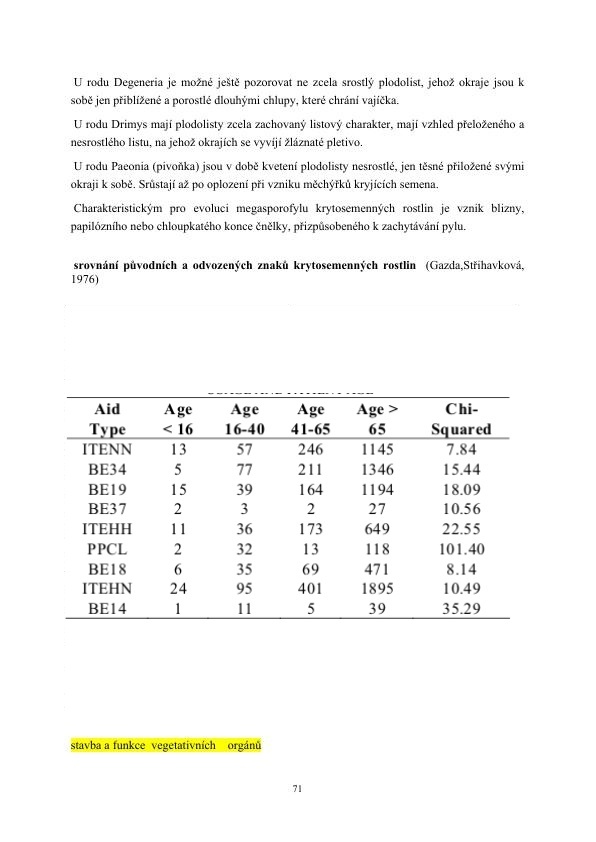 U rodu Degeneria je možné ještě pozorovat ne zcela srostlý plodolist, jehož okraje jsou k
sobě jen přiblížené a porostlé dlouhými chlupy, které chrání vajíčka.
U rodu Drimys mají plodolisty zcela zachovaný listový charakter, mají vzhled přeloženého a
nesrostlého listu, na jehož okrajích se vyvíjí žláznaté pletivo.
U rodu Paeonia (pivoňka) jsou v době kvetení plodolisty nesrostlé, jen těsné přiložené svými
okraji k sobě. Srůstají až po oplození při vzniku měchýřků kryjících semena.
Charakteristickým pro evoluci megasporofylu krytosemenných rostlin je vznik blizny,
papilózního nebo chloupkatého konce čnělky, přizpůsobeného k zachytávání pylu.
srovnání původních a odvozených znaků krytosemenných rostlin (Gazda,Střihavková,
1976)
Aid Age Age Age Age > Chi-
Type < 16 16-40 41-65 65 Squared
ITENN 13 57 246 1145 7.84
BE34 5 77 211 1346 15.44
BE19 15 39 164 1194 18.09
BE37 2 3 2 27 10.56
ITEHH 11 36 173 649 22.55
PPCL 2 32 13 118 101.40
BE18 6 35 69 471 8.14
ITEHN 24 95 401 1895 10.49
BE14 1 11 5 39 35.29
stavba a funkce vegetativních orgánů
71